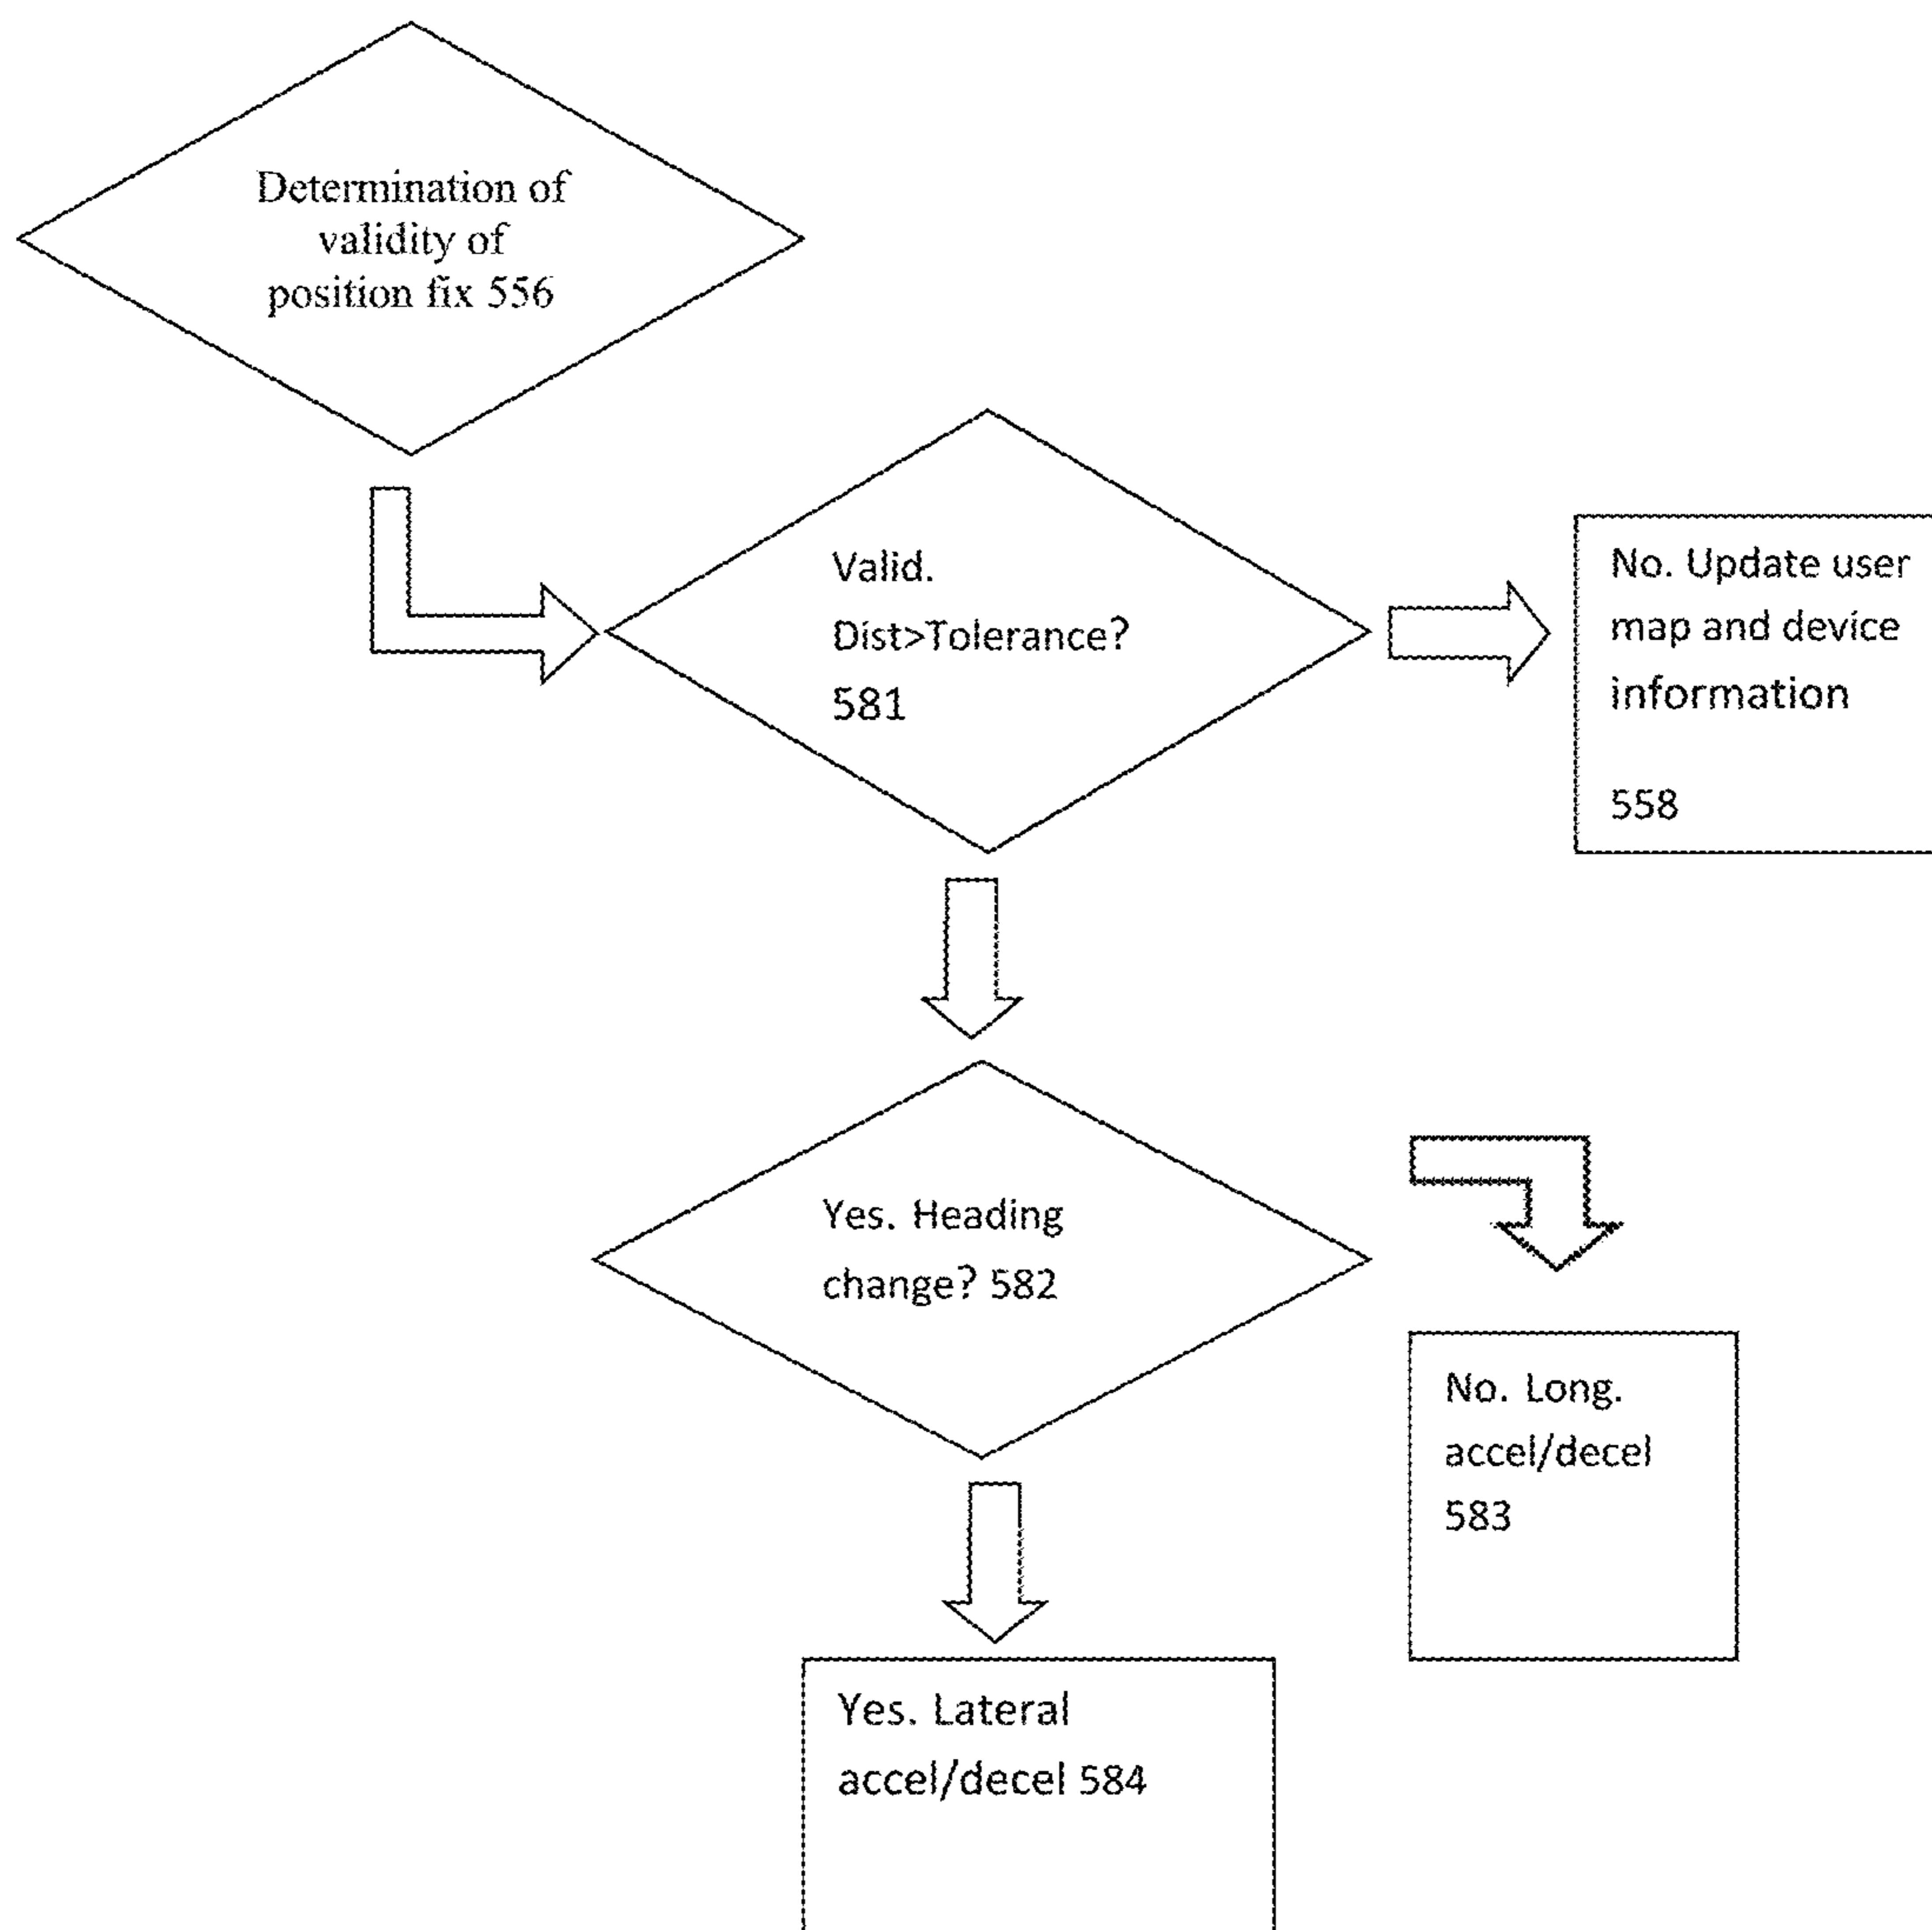 Determination of
validity of
position fix 556
Valid.
Dist>Tolerance?
581
No. Update user
map and device
information
558
Yes. Heading
change? 582
No. Long.
accel/decel
583
Yes. Lateral
accel/decel 584